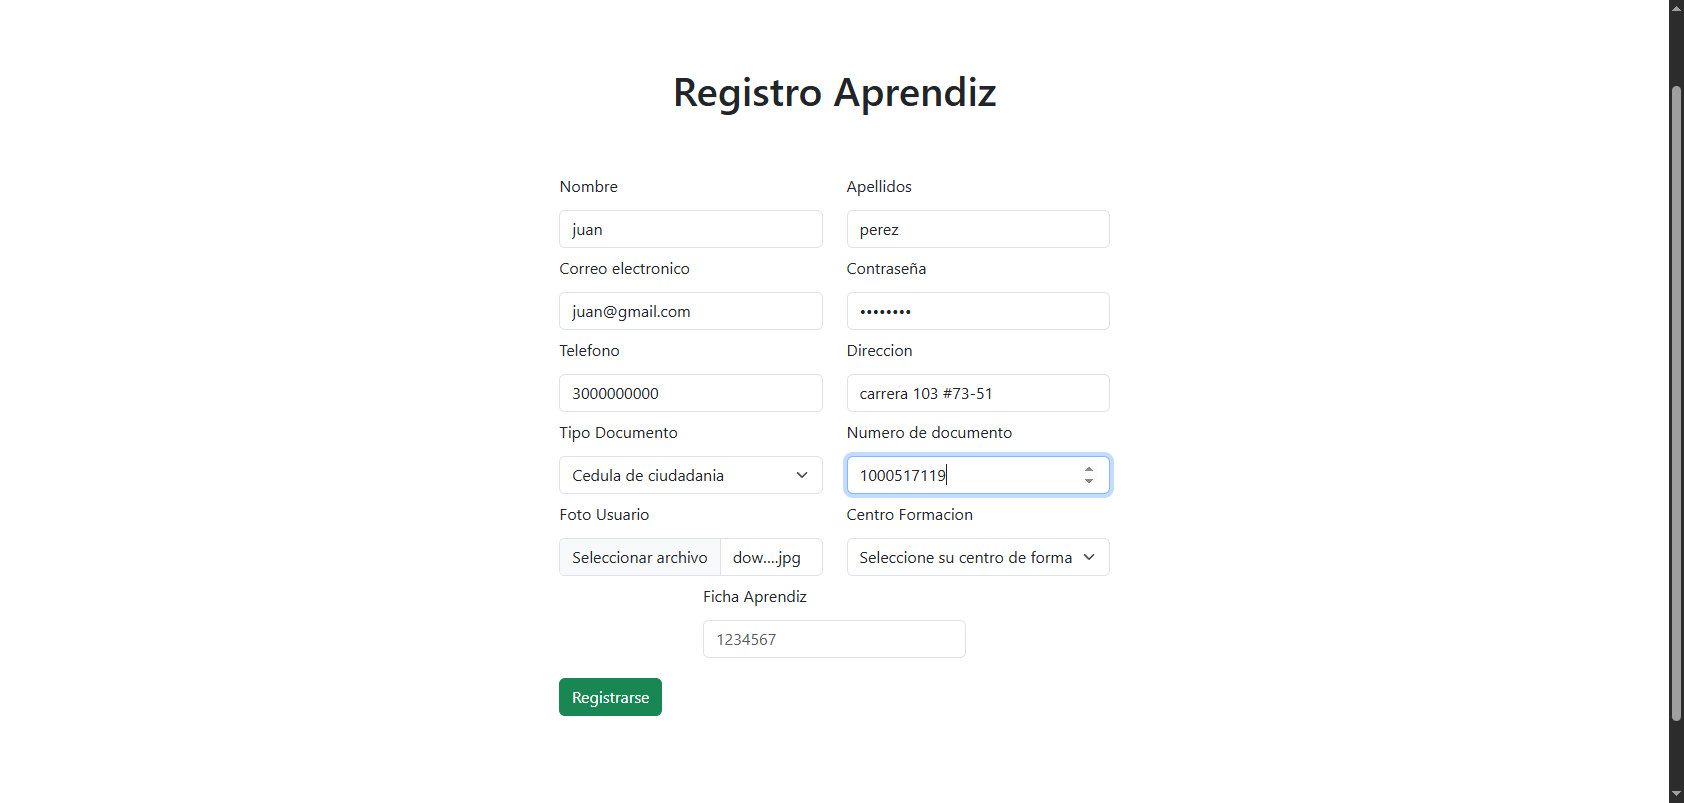 Registro Aprendiz
Nombre Apellidos
juan perez
Correo electronico Contraseña
juan@gmail.com ••••••••
Telefono Direccion
3000000000 carrera 103 #73-51
Tipo Documento Numero de documento
Cedula de ciudadania 1000517119
Foto Usuario Centro Formacion
Seleccionar archivo dow....jpg Seleccione su centro de forma
Ficha Aprendiz
1234567
Registrarse